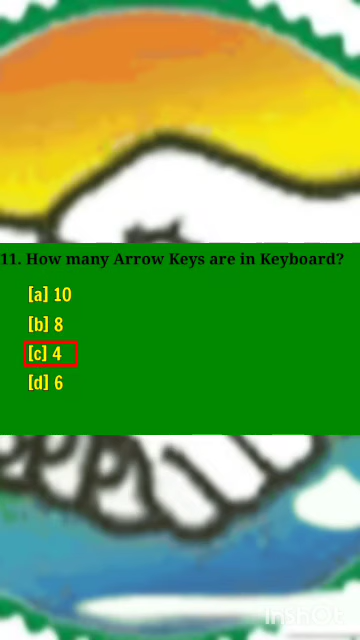 11. How many Arrow Keys are in Keyboard?
[a] 10
[b] 8
[c] 4
[d] 6
InShOt